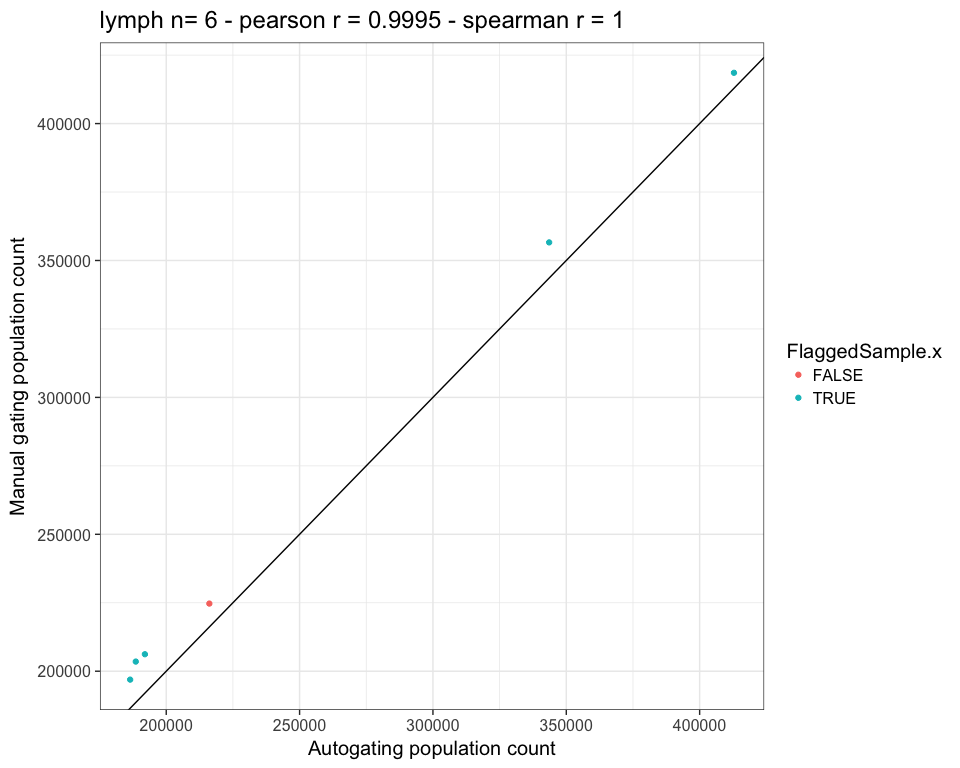 lymph n= 6 - pearson r = 0.9995 - spearman r = 1
Manual gating population count
400000
350000
300000
250000
200000
200000 250000 300000 350000 400000
Autogating population count
FlaggedSample.x
FALSE
TRUE